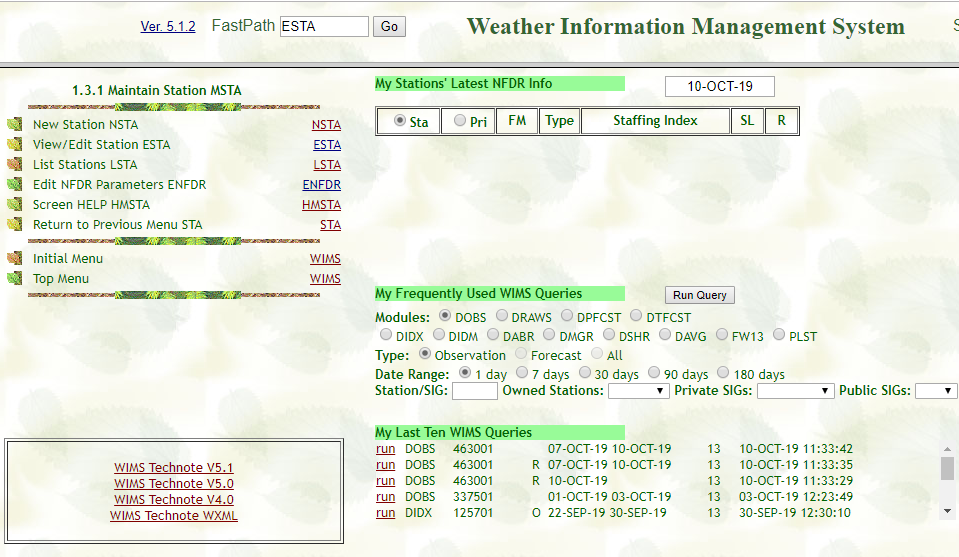 Ver. 5.1.2 FastPath ESTA Go Weather Information Management System
1.3.1 Maintain Station MSTA
New Station NSTA NSTA
View/Edit Station ESTA ESTA
List Stations LSTA LSTA
Edit NFDR Parameters ENFDR ENFDR
Screen HELP HMSTA HMSTA
Return to Previous Menu STA STA
Initial Menu WIMS
Top Menu WIMS
WIMS Technote V5.1
WIMS Technote V5.0
WIMS Technote V4.0
WIMS Technote WXML
My Stations' Latest NFDR Info 10-OCT-19
Sta Pri FM Type Staffing Index SL R
My Frequently Used WIMS Queries Run Query
Modules: DOBS DRAWS DPFCST DTFCST
DIDX DIDM DABR DMGR DSHR DAVG FW13 PLST
Type: Observation Forecast All
Date Range: 1 day 7 days 30 days 90 days 180 days
Station/SIG: Owned Stations: Private SIGs: Public SIGs:
My Last Ten WIMS Queries
run DOBS 463001 07-OCT-19 10-OCT-19 13 10-OCT-19 11:33:42
run DOBS 463001 R 07-OCT-19 10-OCT-19 13 10-OCT-19 11:33:35
run DOBS 463001 R 10-OCT-19 13 10-OCT-19 11:33:29
run DOBS 337501 01-OCT-19 03-OCT-19 13 03-OCT-19 12:23:49
run DIDX 125701 O 22-SEP-19 30-SEP-19 13 30-SEP-19 12:30:10